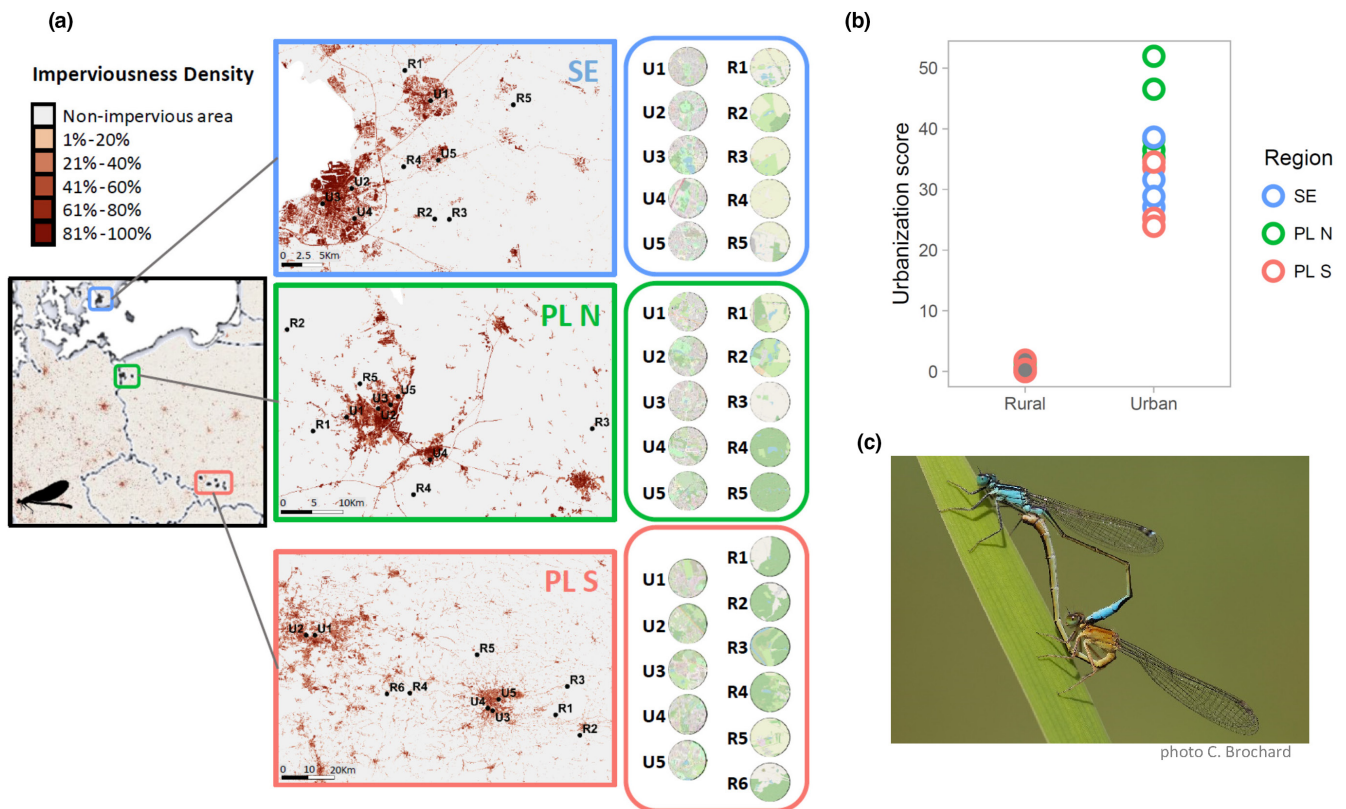 (a)
Imperviousness Density
Non-impervious area
1%-20%
21%-40%
41%-60%
61%-80%
81%-100%
SE
R1
U1
R5
R4
U5
U2
U3
U4
R2
R3
0 2.5 5Km
U1
U2
U3
U4
U5
R1
R2
R3
R4
R5
PL N
R2
R5
U3
U5
U1
U2
R1
R3
U4
R4
0 5 10Km
U1
U2
U3
U4
U5
R1
R2
R3
R4
R5
PL S
U2
U1
R5
R6
R4
R3
U5
U4
U3
R1
R2
0 10 20Km
U1
U2
U3
U4
U5
R1
R2
R3
R4
R5
R6
(b)
Urbanization score
50
40
30
20
10
0
Rural
Urban
Region
SE
PL N
PL S
(c)
photo C. Brochard